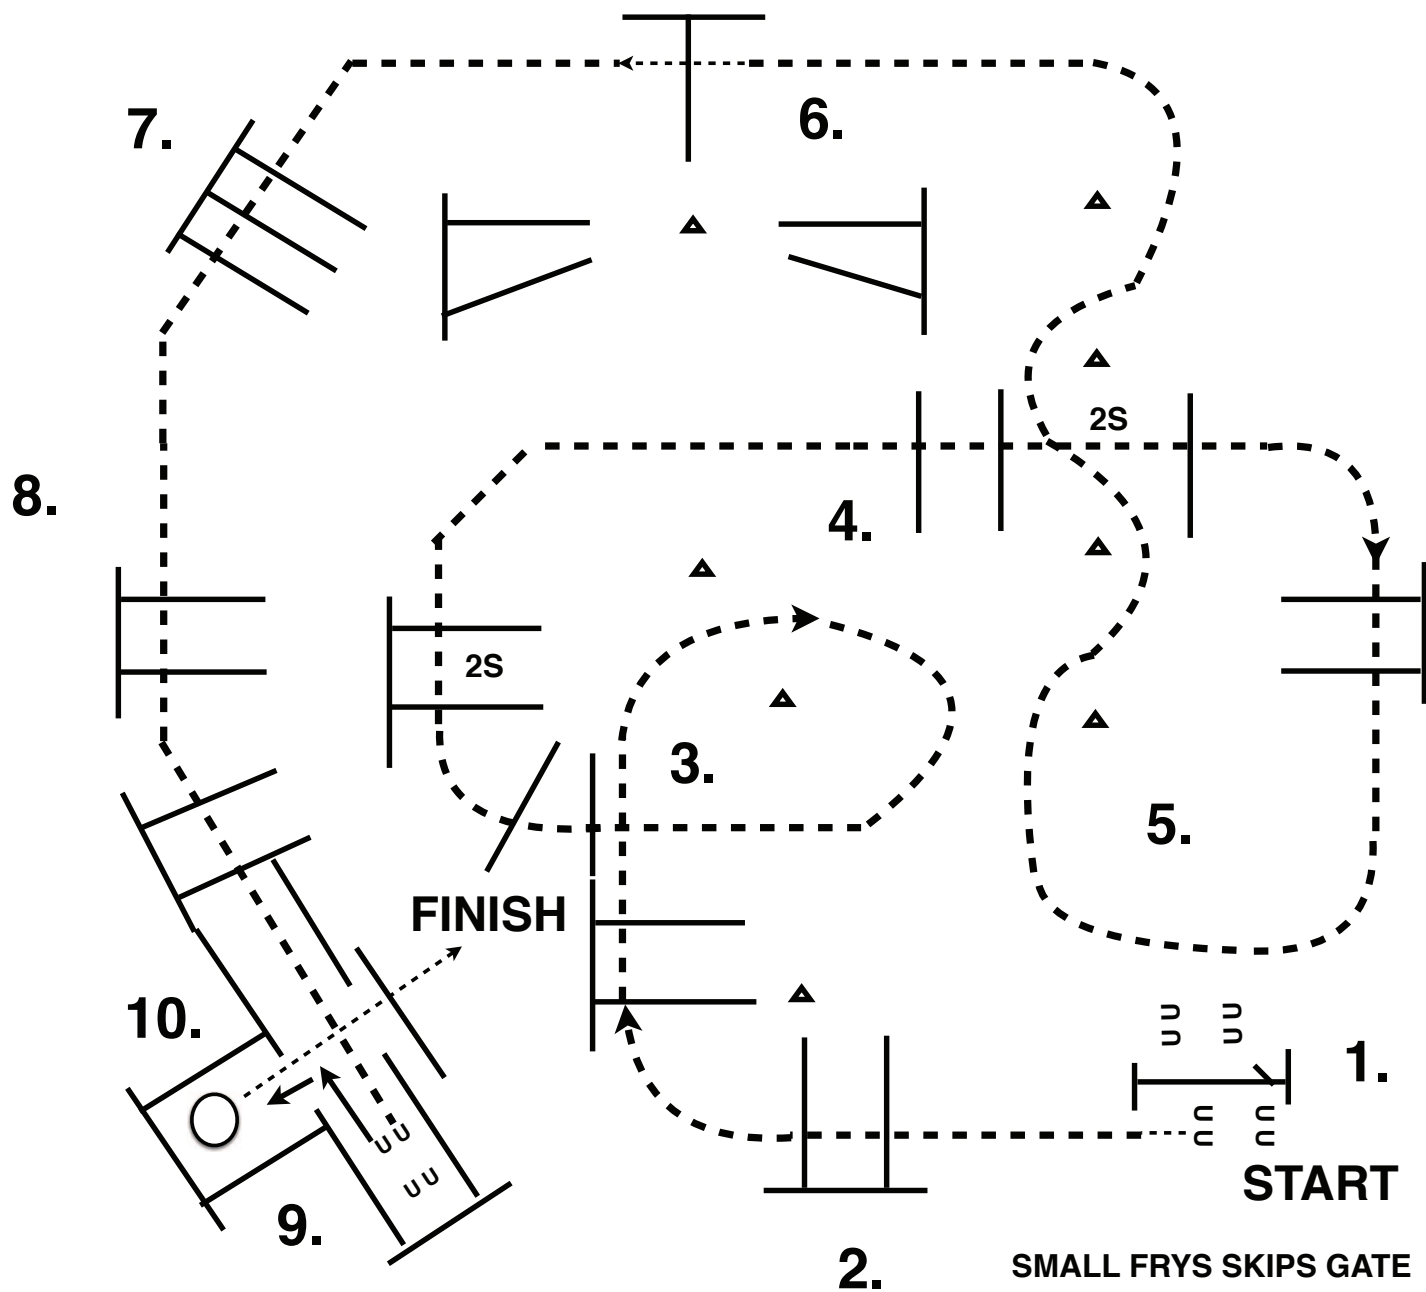 6.
7.
2S
8.
4.
2S
3.
5.
FINISH
10.
1.
START
9.
2.
SMALL FRYS SKIPS GATE